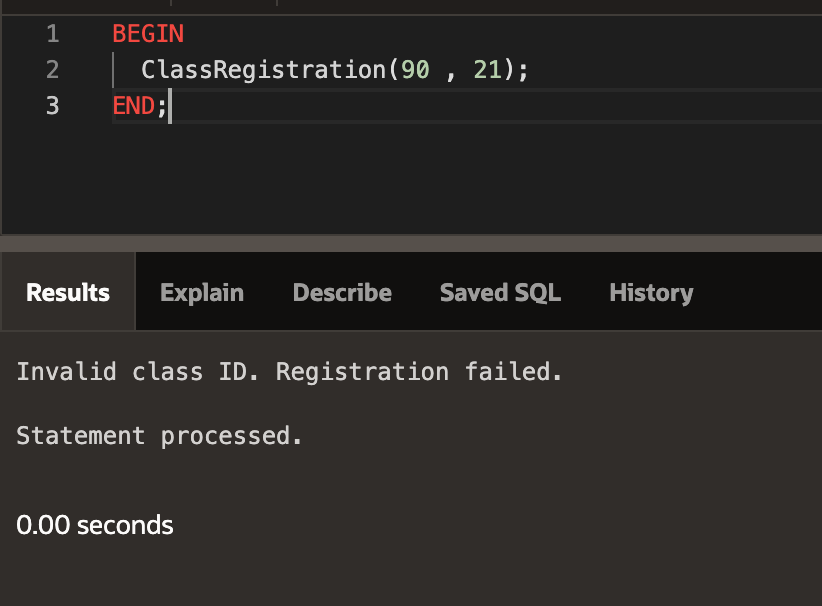 1 BEGIN
2 ClassRegistration(90 , 21);
3 END;
Results Explain Describe Saved SQL History
Invalid class ID. Registration failed.
Statement processed.
0.00 seconds